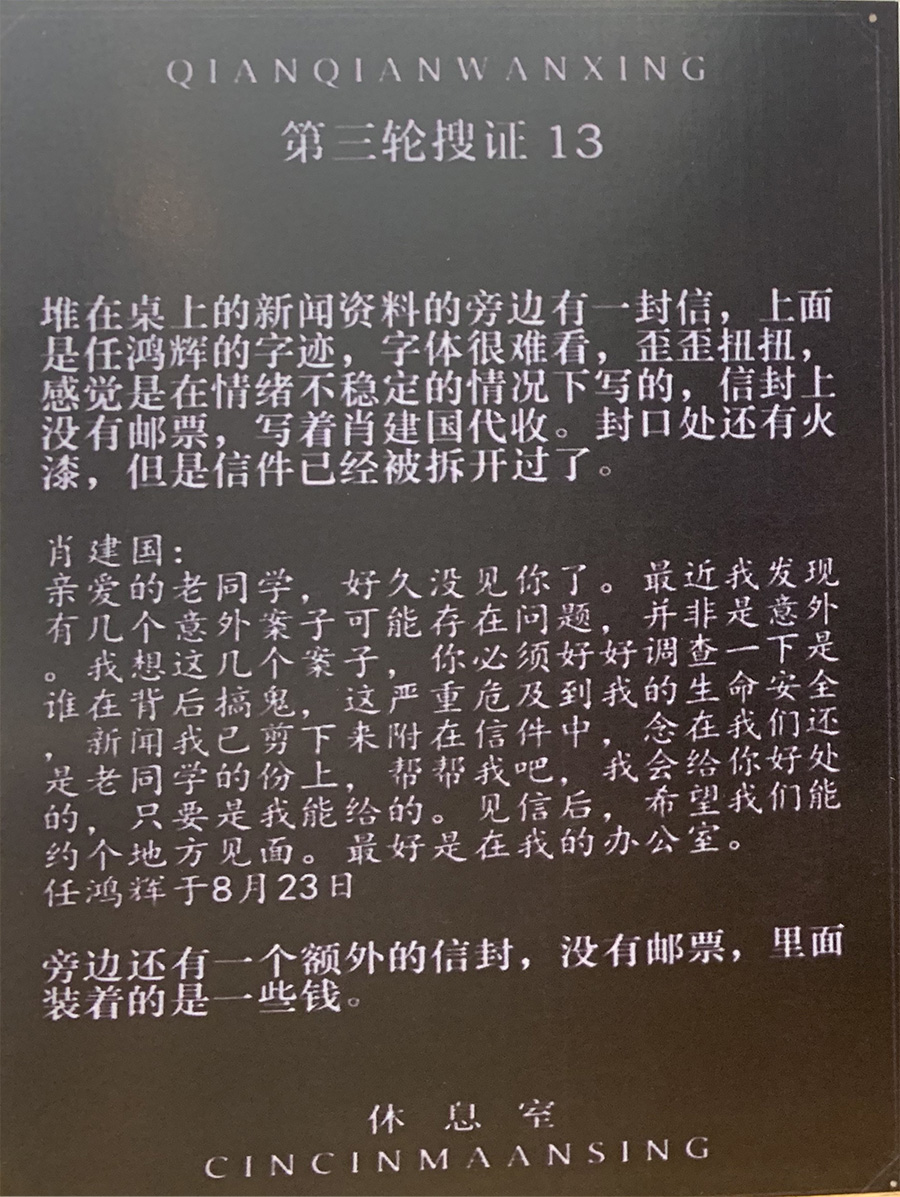 QIANQIANWANXING
第三轮搜证 13
堆在桌上的新闻资料的旁边有一封信，上面
是任鸿辉的字迹，字体很难看，歪歪扭扭，
感觉是在情绪不稳定的情况下写的，信封上
没有邮票，写着肖建国代收。封口处还有火
漆，但是信件已经被拆开过了。
肖建国：
亲爱的老同学，好久没见你了。最近我发现
有几个意外案子可能存在问题，并非是意外
。我想这几个案子，你必须好好调查一下是
谁在背后搞鬼，这严重危及到我的生命安全
，新闻我已剪下来附在信件中，念在我们还
是老同学的份上，帮帮我吧，我会给你好处
的，只要是我能给的。见信后，希望我们能
约个地方见面。最好是在我的办公室。
任鸿辉于8月23日
旁边还有一个额外的信封，没有邮票，里面
装着的是一些钱。
休息室
CINCINMAANSING